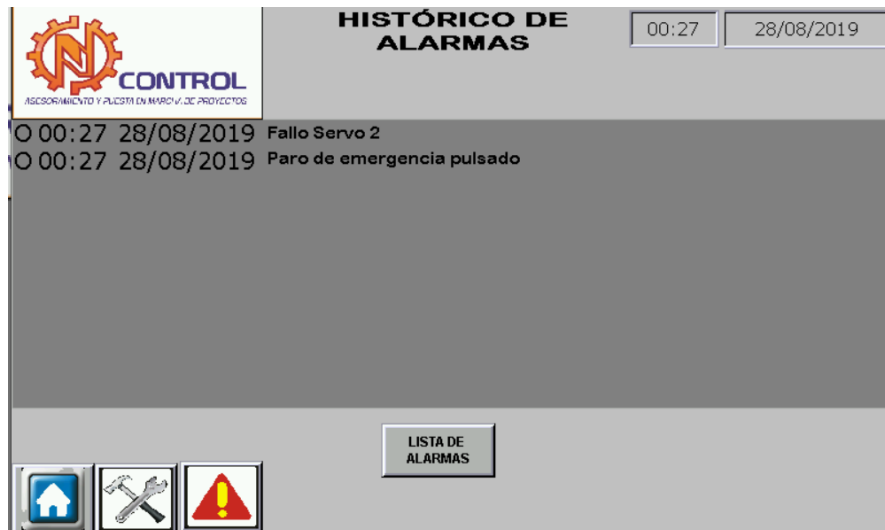 HISTÓRICO DE
ALARMAS
00:27
28/08/2019
CONTROL
ASESORAMIENTO Y PUESTA EN MARCHA DE PROYECTOS
O 00:27 28/08/2019 Fallo Servo 2
O 00:27 28/08/2019 Paro de emergencia pulsado
LISTA DE
ALARMAS